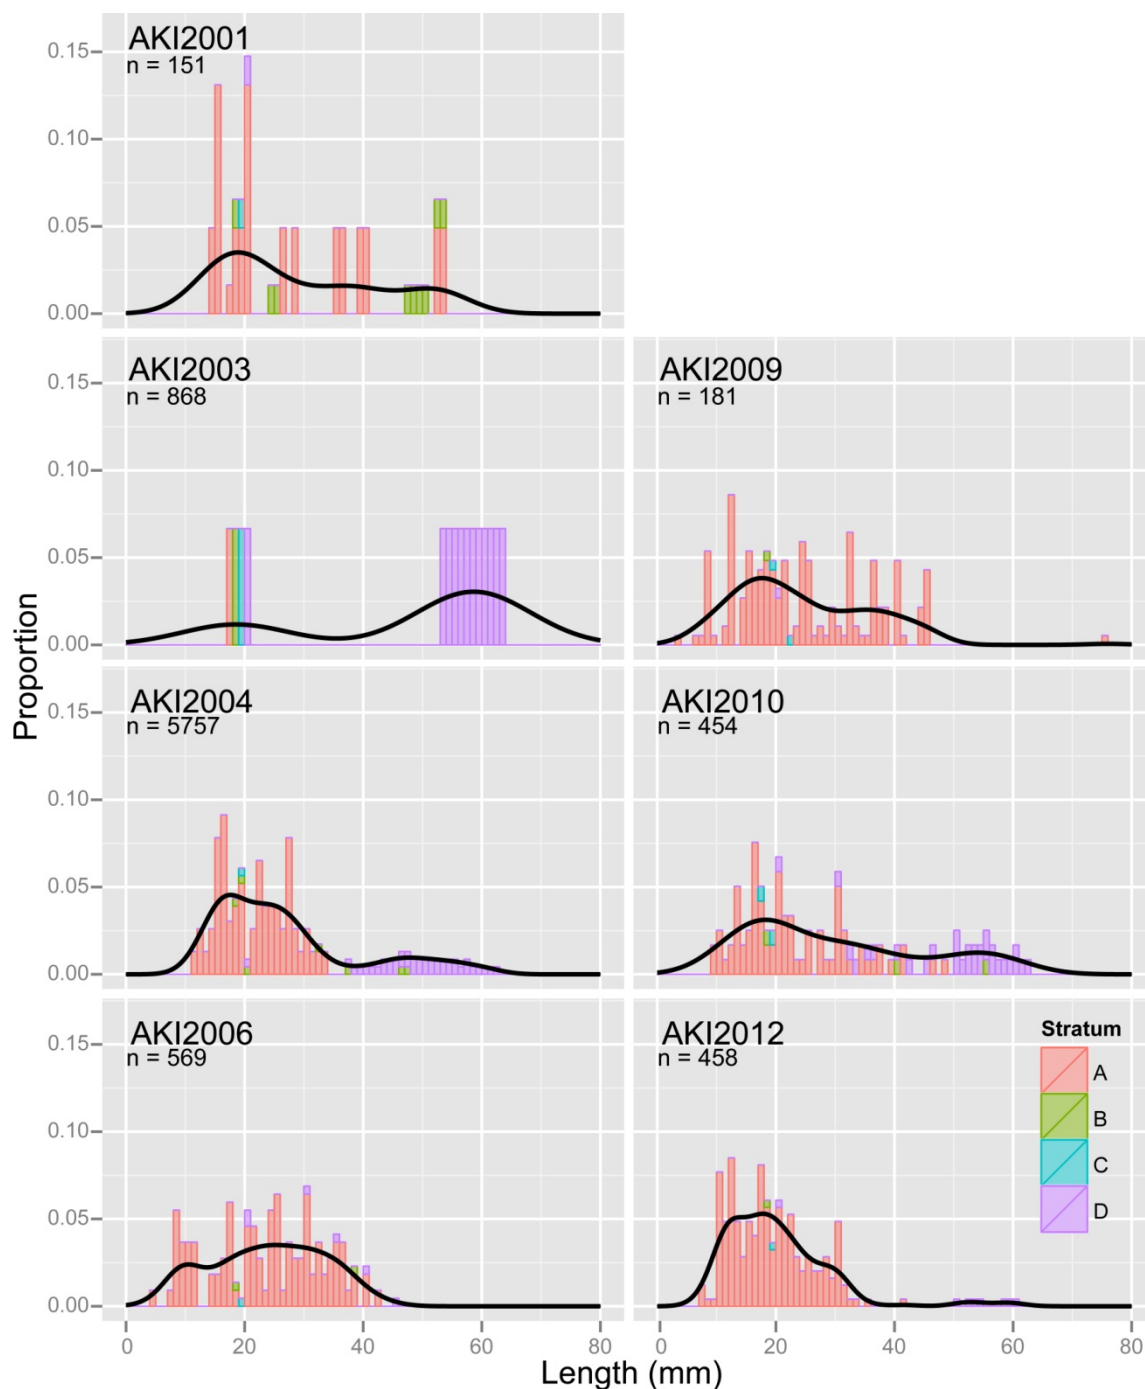 AKI2001
n = 151
0.15
0.10
0.05
0.00
AKI2003
n = 868
0.15
0.10
0.05
0.00
AKI2009
n = 181
Proportion
AKI2004
n = 5757
0.15
0.10
0.05
0.00
AKI2010
n = 454
AKI2006
n = 569
0.15
0.10
0.05
0.00
AKI2012
n = 458
Stratum
A
B
C
D
0 20 40 60 80 0 20 40 60 80
Length (mm)